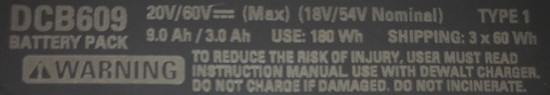 DCB609 20V/60V⎓ (Max) (18V/54V Nominal) TYPE 1
BATTERY PACK 9.0 Ah / 3.0 Ah USE: 180 Wh SHIPPING: 3 x 60 Wh
⚠WARNING TO REDUCE THE RISK OF INJURY, USER MUST READ
INSTRUCTION MANUAL. USE WITH DEWALT CHARGER.
DO NOT CHARGE IF DAMAGED. DO NOT INCINERATE.